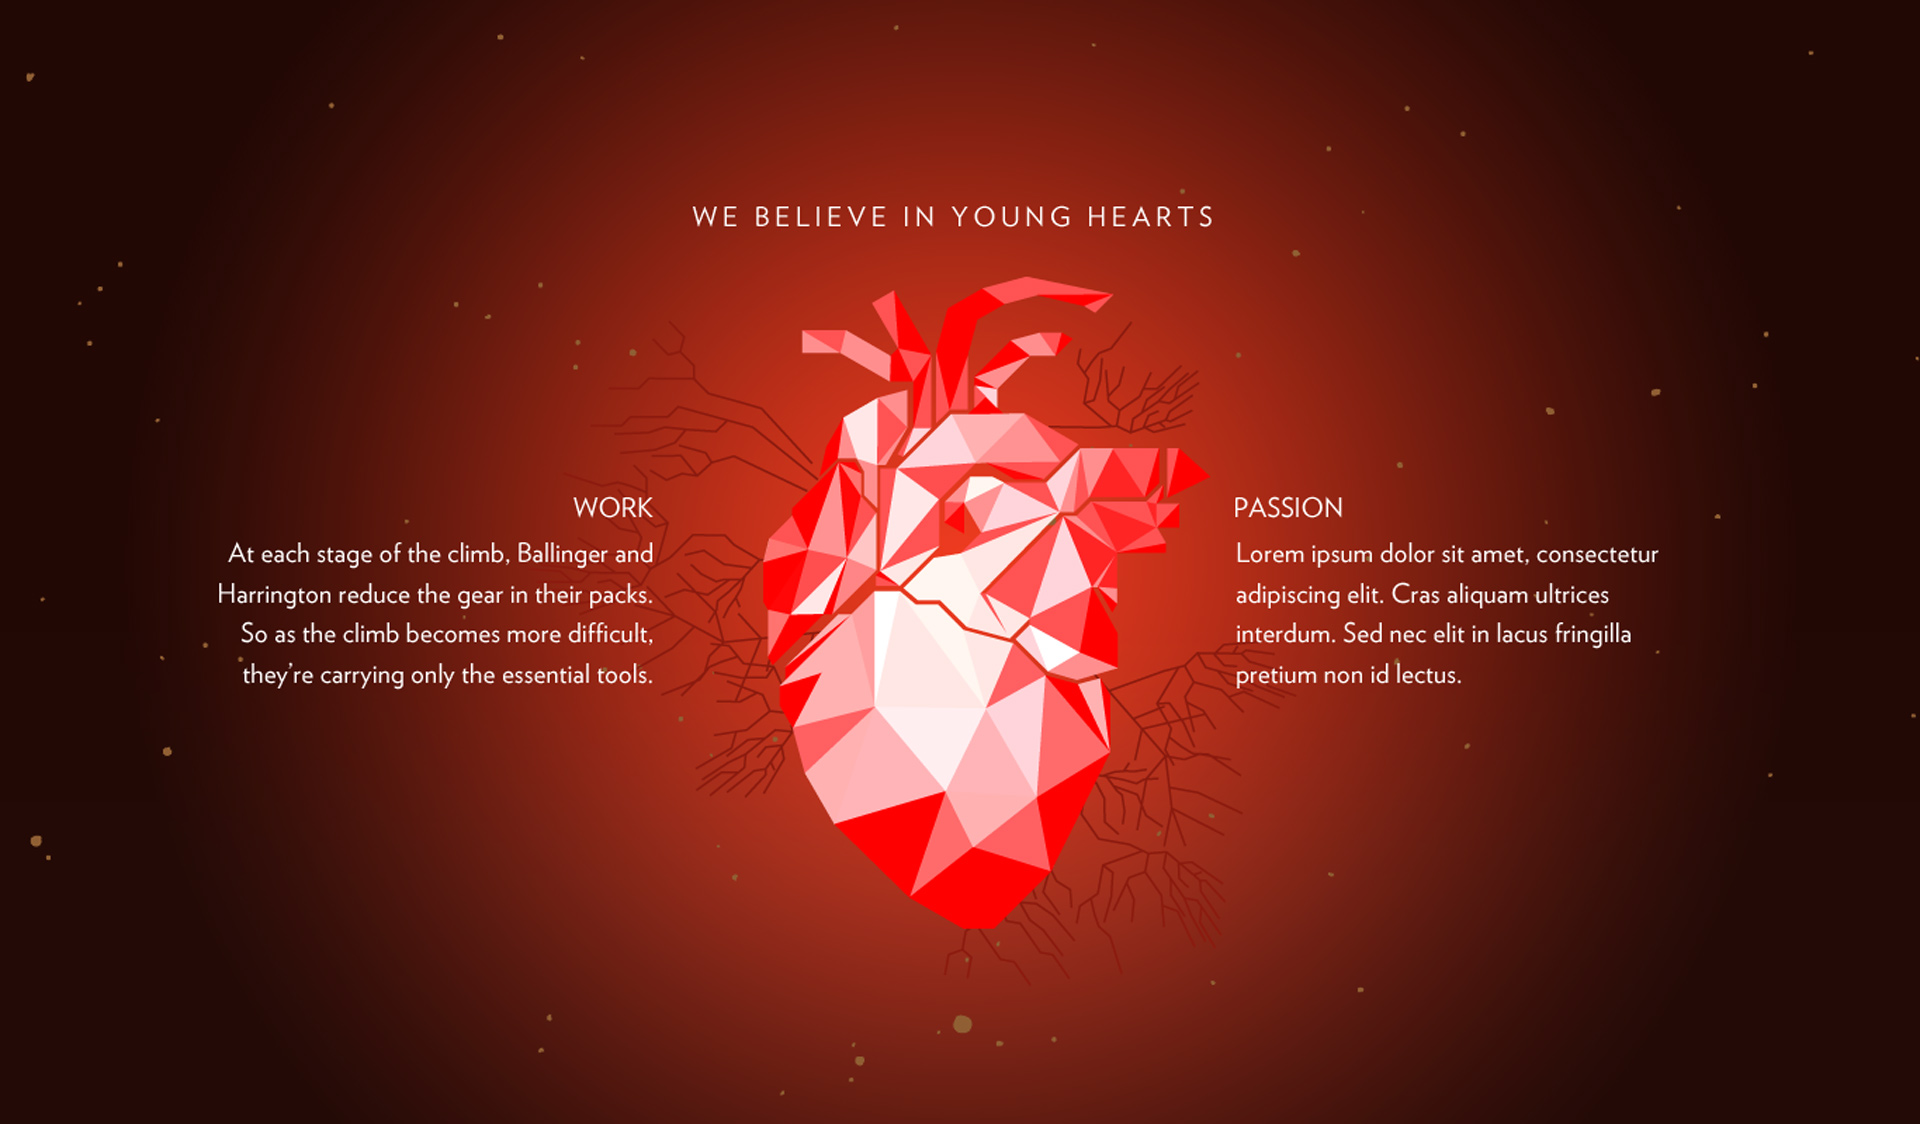 WE BELIEVE IN YOUNG HEARTS
WORK
At each stage of the climb, Ballinger and
Harrington reduce the gear in their packs.
So as the climb becomes more difficult,
they're carrying only the essential tools.
PASSION
Lorem ipsum dolor sit amet, consectetur
adipiscing elit. Cras aliquam ultrices
interdum. Sed nec elit in lacus fringilla
pretium non id lectus.